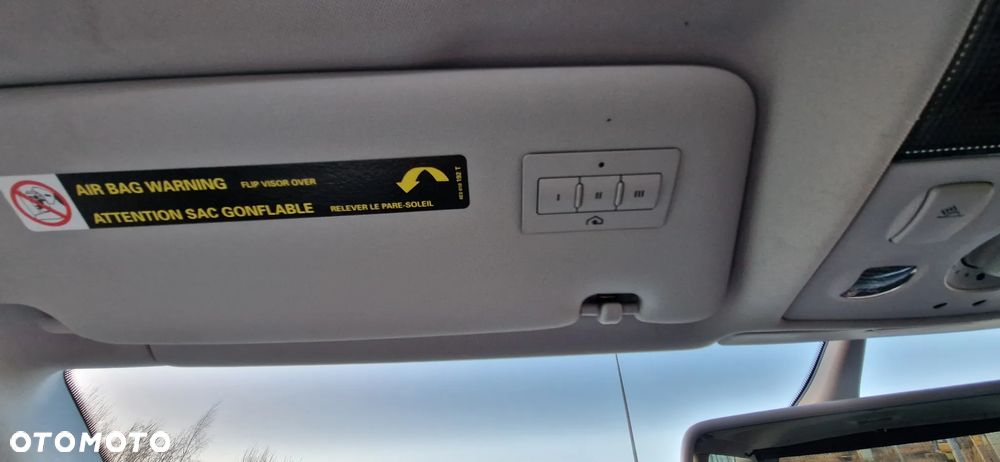 AIR BAG WARNING FLIP VISOR OVER
ATTENTION SAC GONFLABLE RELEVER LE PARE-SOLEIL
I II III
OTOMOTO